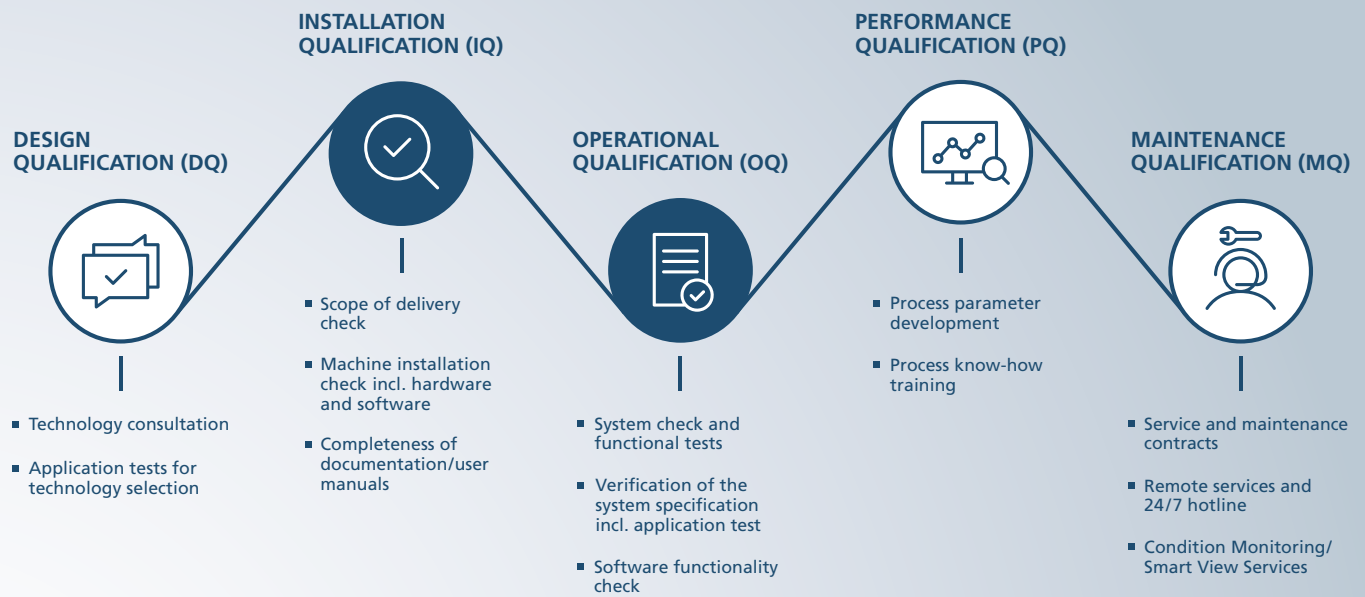 DESIGN
QUALIFICATION (DQ)
Technology consultation
Application tests for
technology selection
INSTALLATION
QUALIFICATION (IQ)
Scope of delivery
check
Machine installation
check incl. hardware
and software
Completeness of
documentation/user
manuals
OPERATIONAL
QUALIFICATION (OQ)
System check and
functional tests
Verification of the
system specification
incl. application test
Software functionality
check
PERFORMANCE
QUALIFICATION (PQ)
Process parameter
development
Process know-how
training
MAINTENANCE
QUALIFICATION (MQ)
Service and maintenance
contracts
Remote services and
24/7 hotline
Condition Monitoring/
Smart View Services